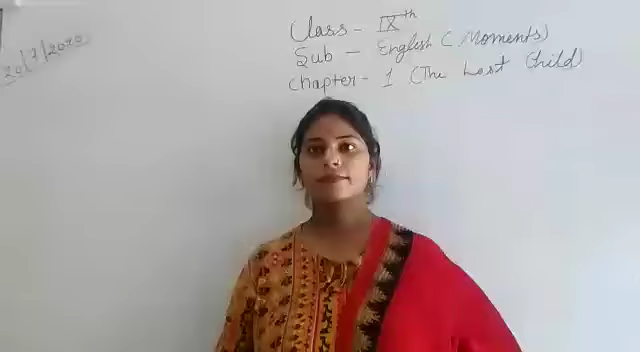 20/7/2020
Class - IXth
Sub - English (Moments)
Chapter - 1 (The Lost Child)